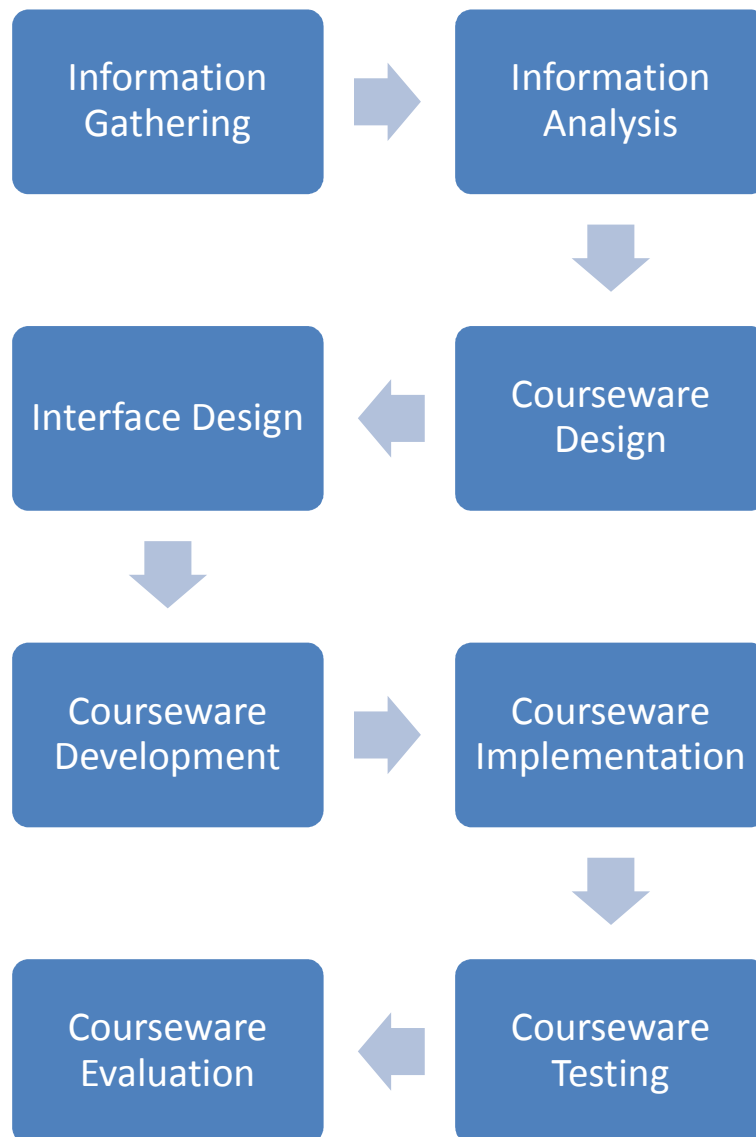 Information
Gathering
Information
Analysis
Courseware
Design
Interface Design
Courseware
Development
Courseware
Implementation
Courseware
Testing
Courseware
Evaluation